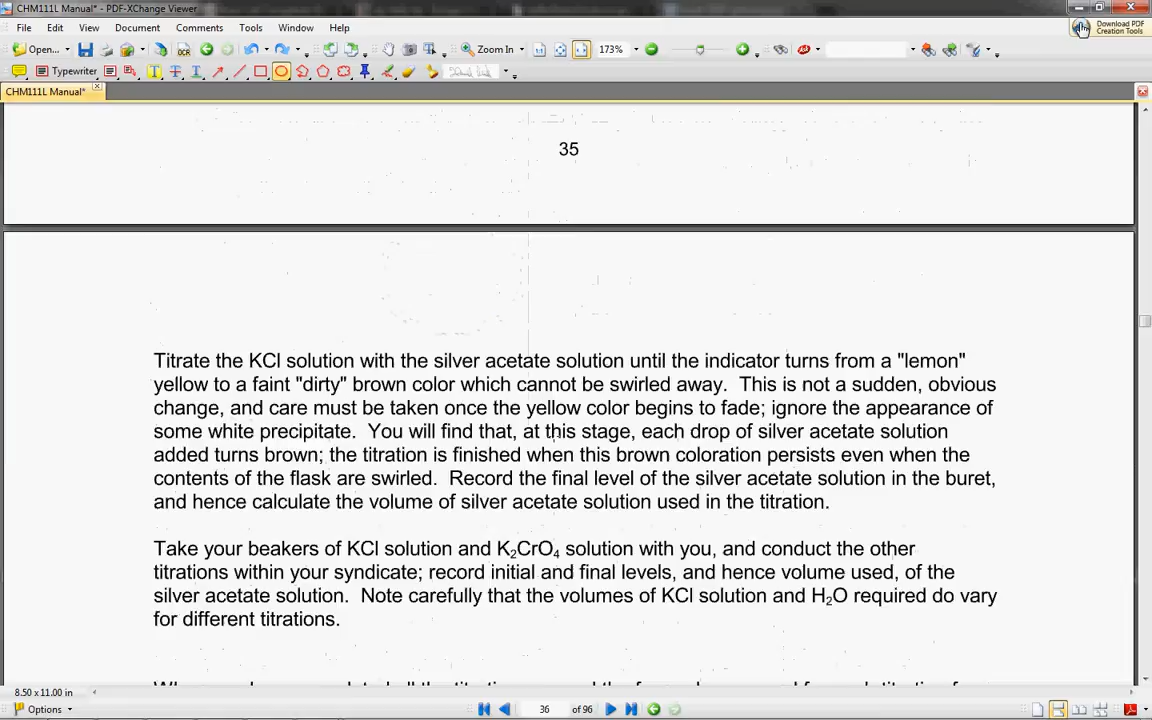 CHM111L Manual* - PDF-XChange Viewer
File Edit View Document Comments Tools Window Help
Download PDF
Creation Tools
Open... OCR Zoom In 173%
Typewriter
CHM111L Manual*
35
Titrate the KCl solution with the silver acetate solution until the indicator turns from a "lemon"
yellow to a faint "dirty" brown color which cannot be swirled away. This is not a sudden, obvious
change, and care must be taken once the yellow color begins to fade; ignore the appearance of
some white precipitate. You will find that, at this stage, each drop of silver acetate solution
added turns brown; the titration is finished when this brown coloration persists even when the
contents of the flask are swirled. Record the final level of the silver acetate solution in the buret,
and hence calculate the volume of silver acetate solution used in the titration.
Take your beakers of KCl solution and K₂CrO₄ solution with you, and conduct the other
titrations within your syndicate; record initial and final levels, and hence volume used, of the
silver acetate solution. Note carefully that the volumes of KCl solution and H₂O required do vary
for different titrations.
8.50 x 11.00 in
Options 36 of 96